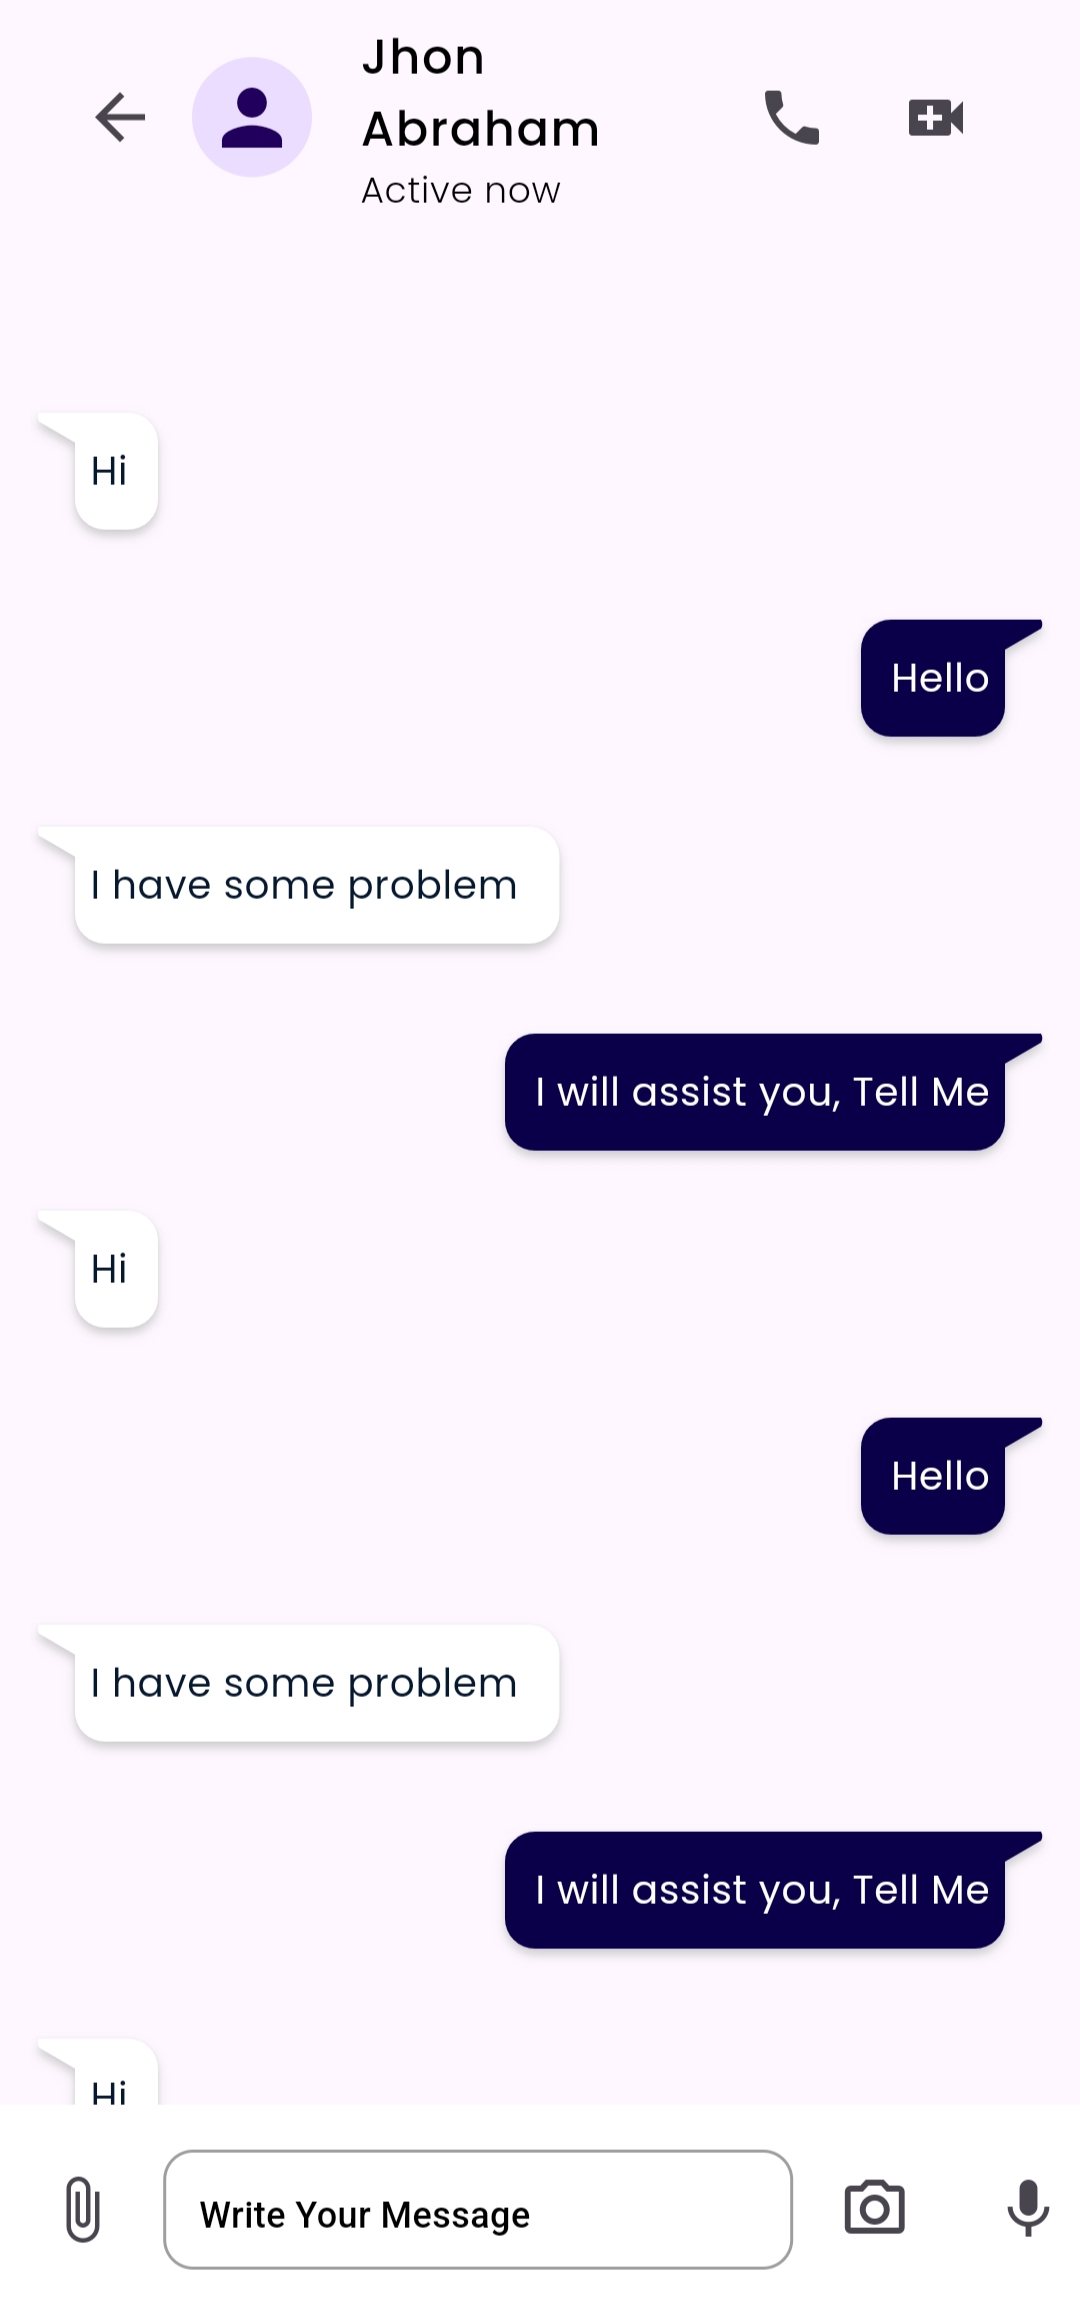 Jhon
Abraham
Active now
Hi
Hello
I have some problem
I will assist you, Tell Me
Hi
Hello
I have some problem
I will assist you, Tell Me
Hi
Write Your Message